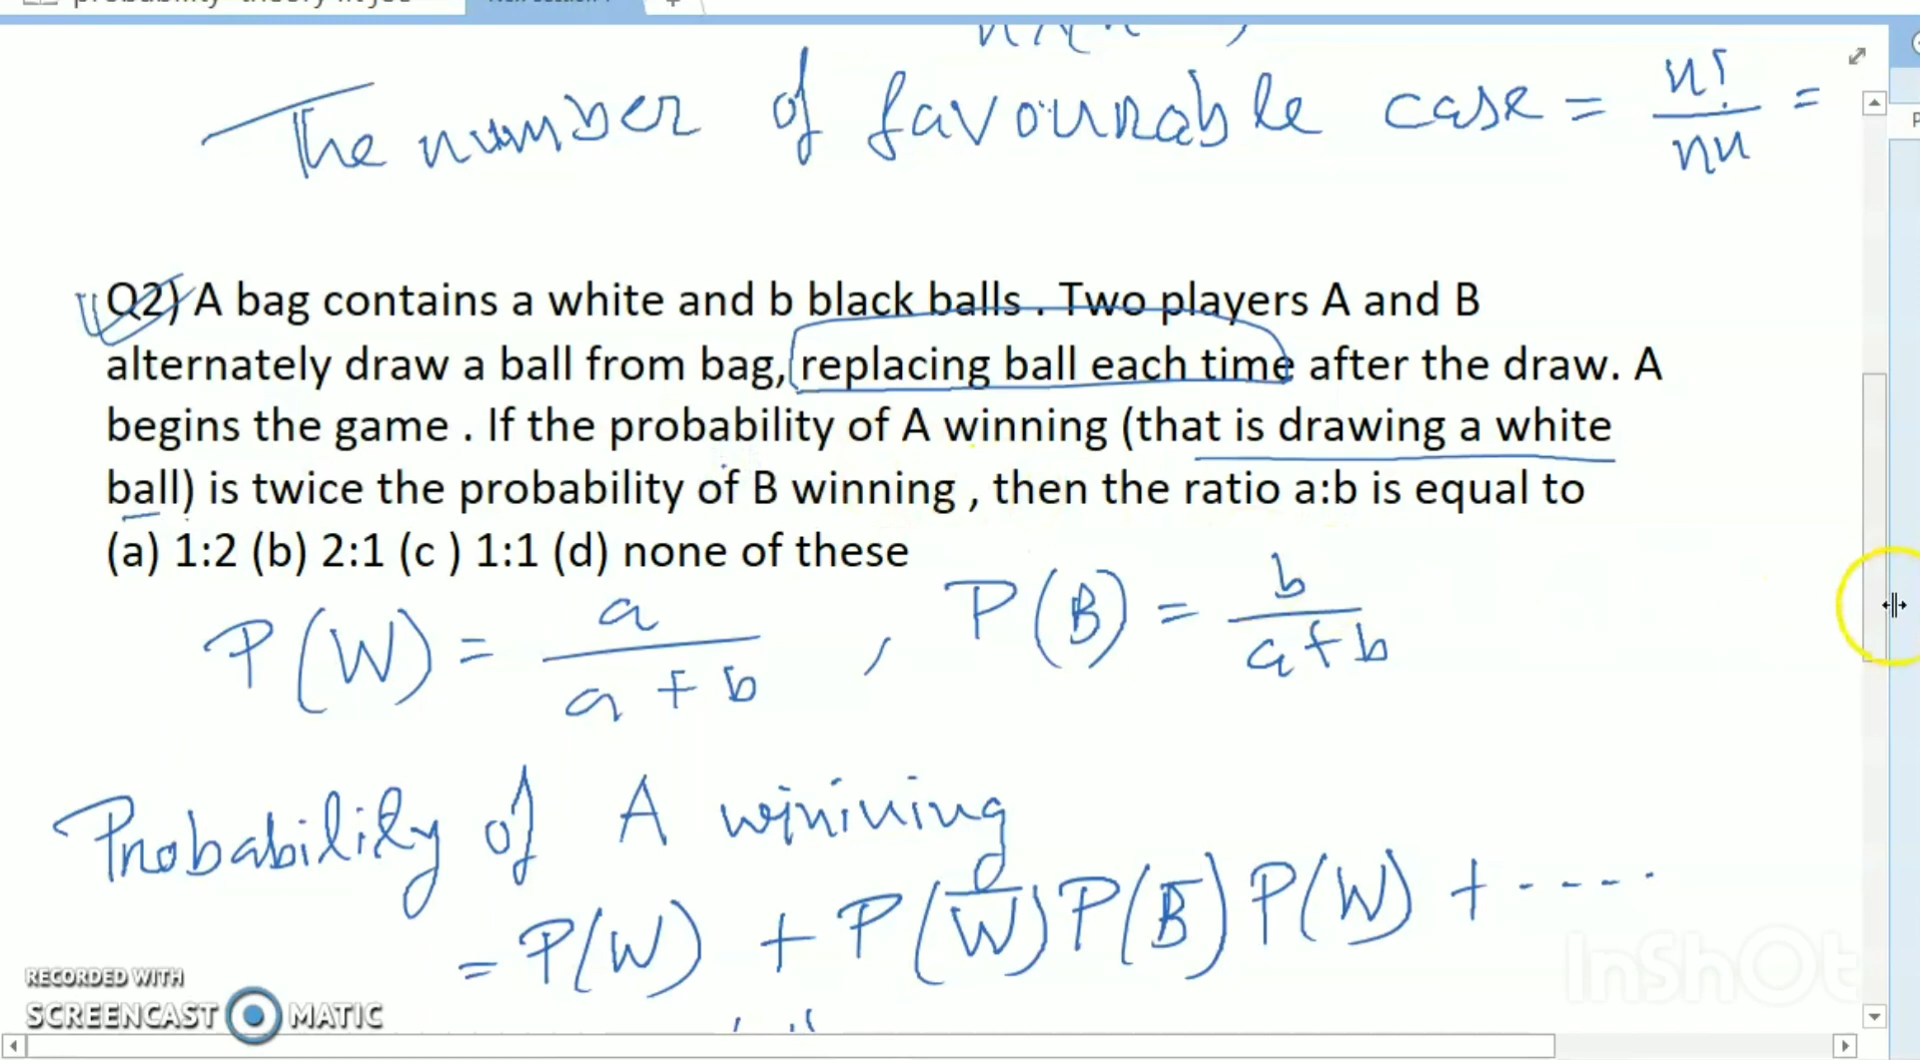 The number of favourable case = n! / nn =
Q2) A bag contains a white and b black balls . Two players A and B
alternately draw a ball from bag, replacing ball each time after the draw. A
begins the game . If the probability of A winning (that is drawing a white
ball) is twice the probability of B winning , then the ratio a:b is equal to
(a) 1:2 (b) 2:1 (c ) 1:1 (d) none of these
P(W) = a / a + b , P(B) = b / a+b
Probability of A winining
= P(W) + P(W̅) P(B̅) P(W) + .....
InShOt
RECORDED WITH
SCREENCAST MATIC